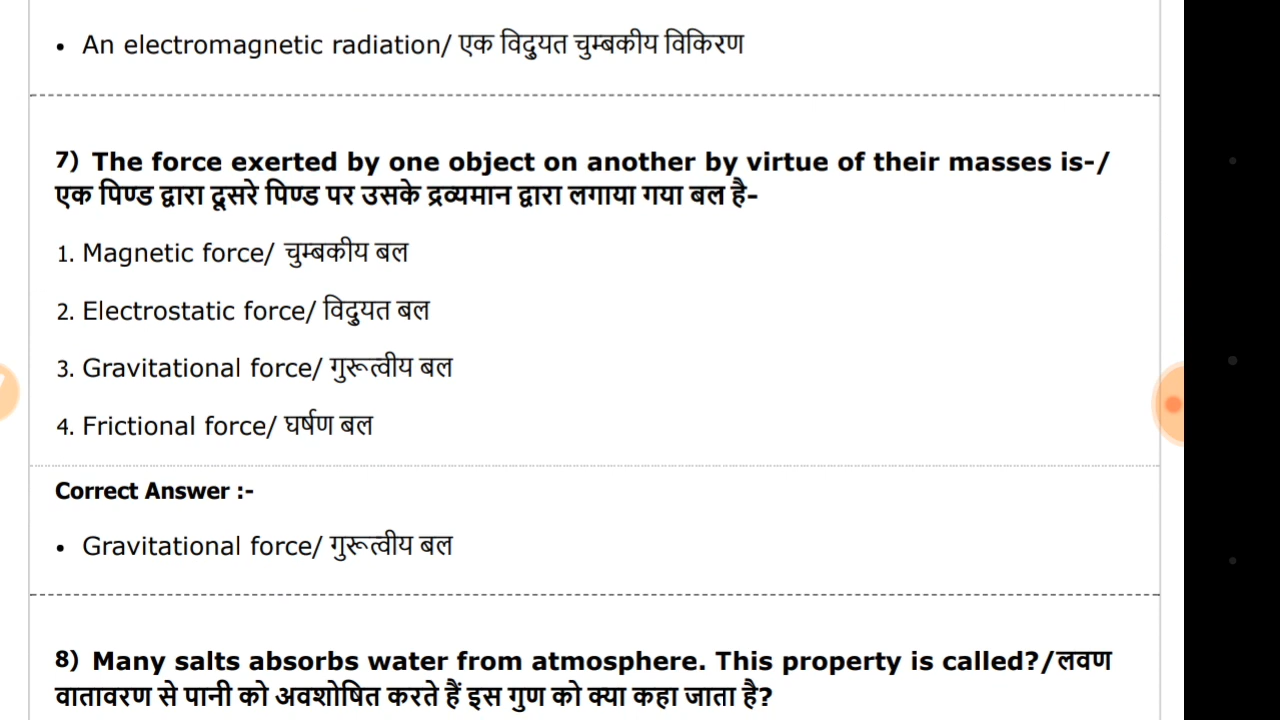 • An electromagnetic radiation/ एक विद्युत चुम्बकीय विकिरण
7) The force exerted by one object on another by virtue of their masses is-/
एक पिण्ड द्वारा दूसरे पिण्ड पर उसके द्रव्यमान द्वारा लगाया गया बल है-
1. Magnetic force/ चुम्बकीय बल
2. Electrostatic force/ विद्युत बल
3. Gravitational force/ गुरूत्वीय बल
4. Frictional force/ घर्षण बल
Correct Answer :-
• Gravitational force/ गुरूत्वीय बल
8) Many salts absorbs water from atmosphere. This property is called?/लवण
वातावरण से पानी को अवशोषित करते हैं इस गुण को क्या कहा जाता है?